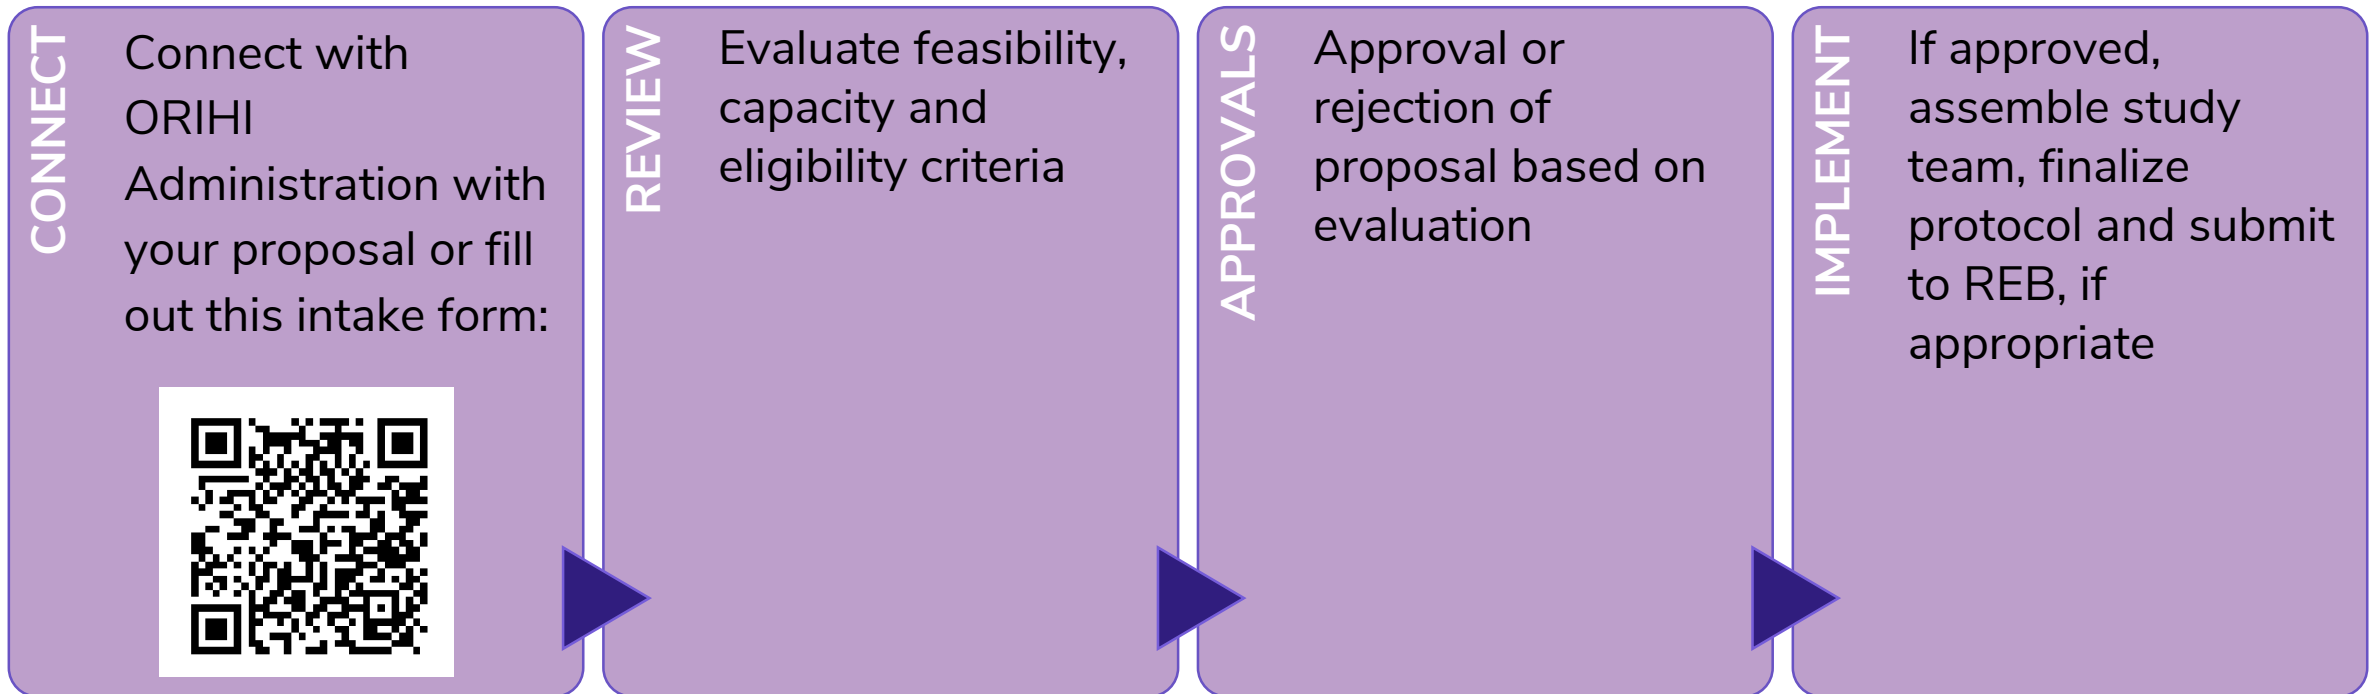 CONNECT
Connect with
ORIHI
Administration with
your proposal or fill
out this intake form:
REVIEW
Evaluate feasibility,
capacity and
eligibility criteria
APPROVALS
Approval or
rejection of
proposal based on
evaluation
IMPLEMENT
If approved,
assemble study
team, finalize
protocol and submit
to REB, if
appropriate